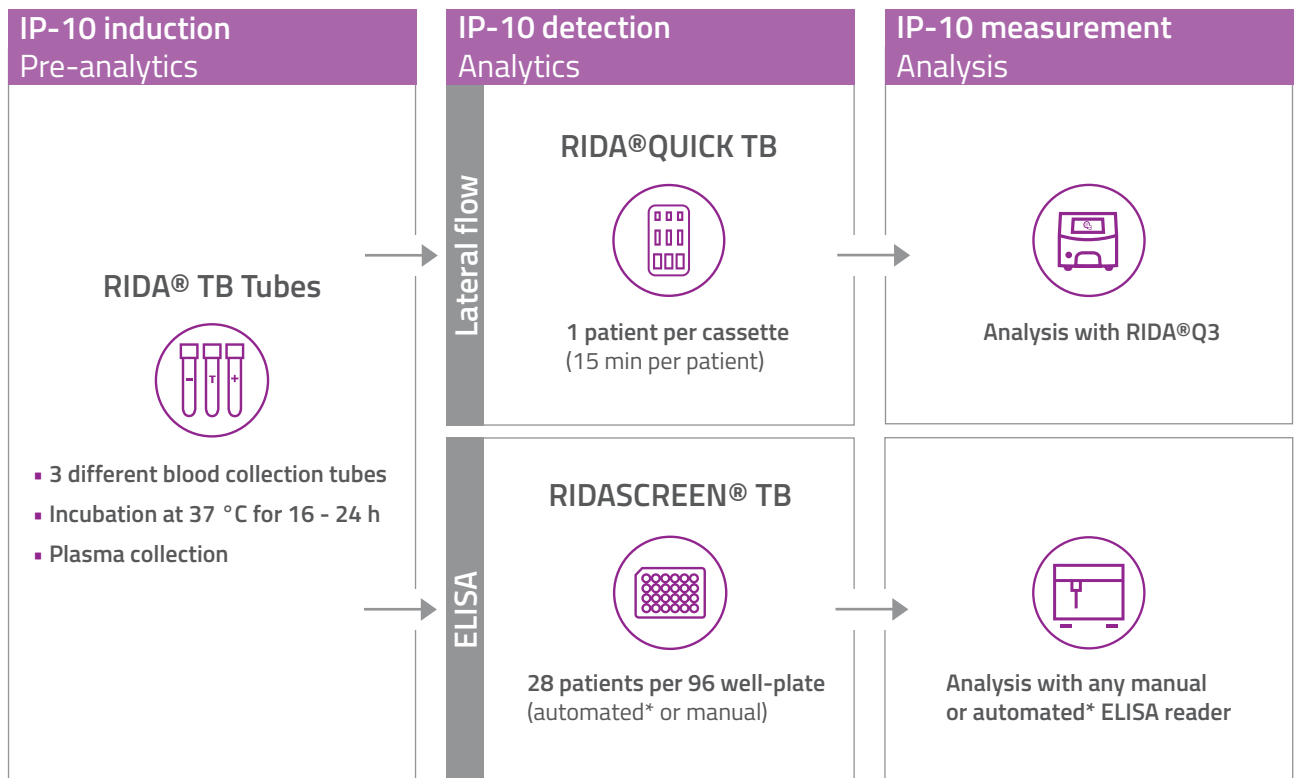 IP-10 induction
Pre-analytics
RIDA® TB Tubes
- T +
▪ 3 different blood collection tubes
▪ Incubation at 37 °C for 16 - 24 h
▪ Plasma collection
IP-10 detection
Analytics
Lateral flow
RIDA®QUICK TB
1 patient per cassette
(15 min per patient)
ELISA
RIDASCREEN® TB
28 patients per 96 well-plate
(automated* or manual)
IP-10 measurement
Analysis
Analysis with RIDA®Q3
Analysis with any manual
or automated* ELISA reader